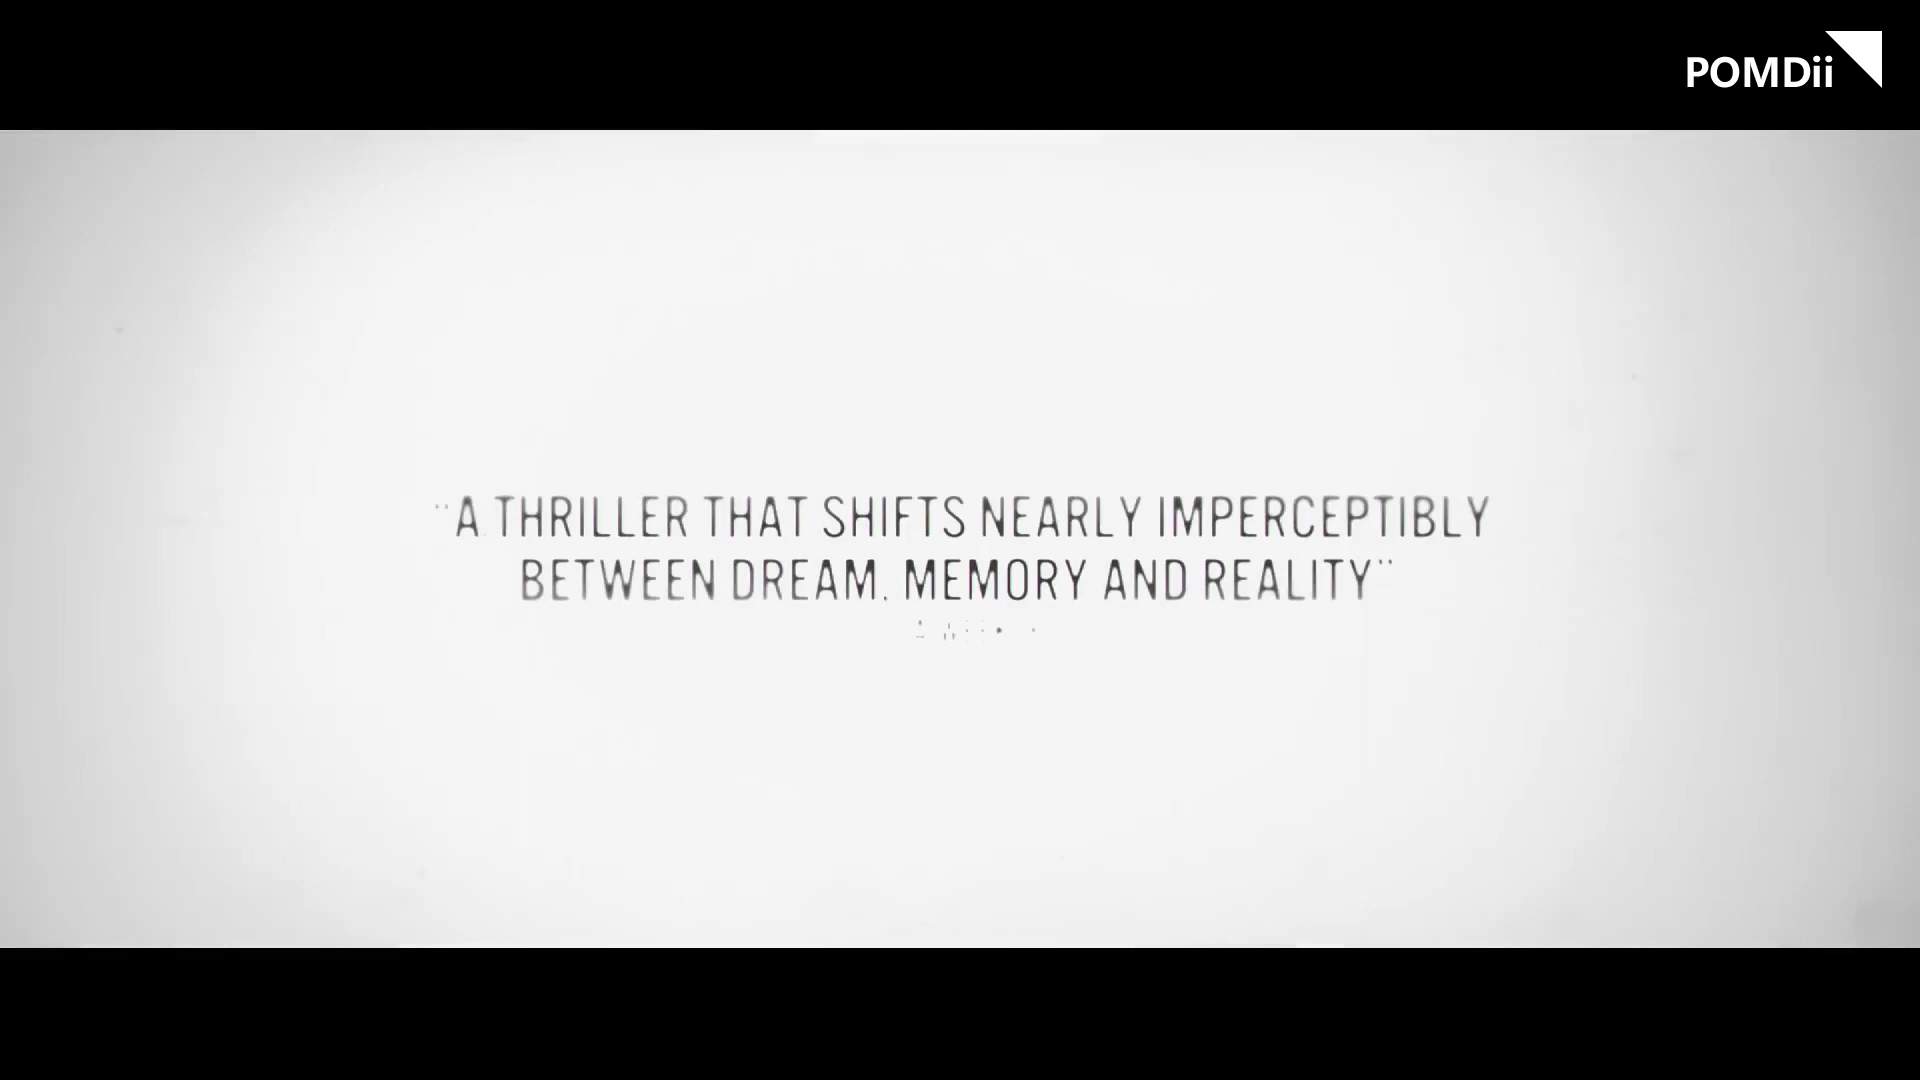 POMDii
"A THRILLER THAT SHIFTS NEARLY IMPERCEPTIBLY
BETWEEN DREAM, MEMORY AND REALITY"